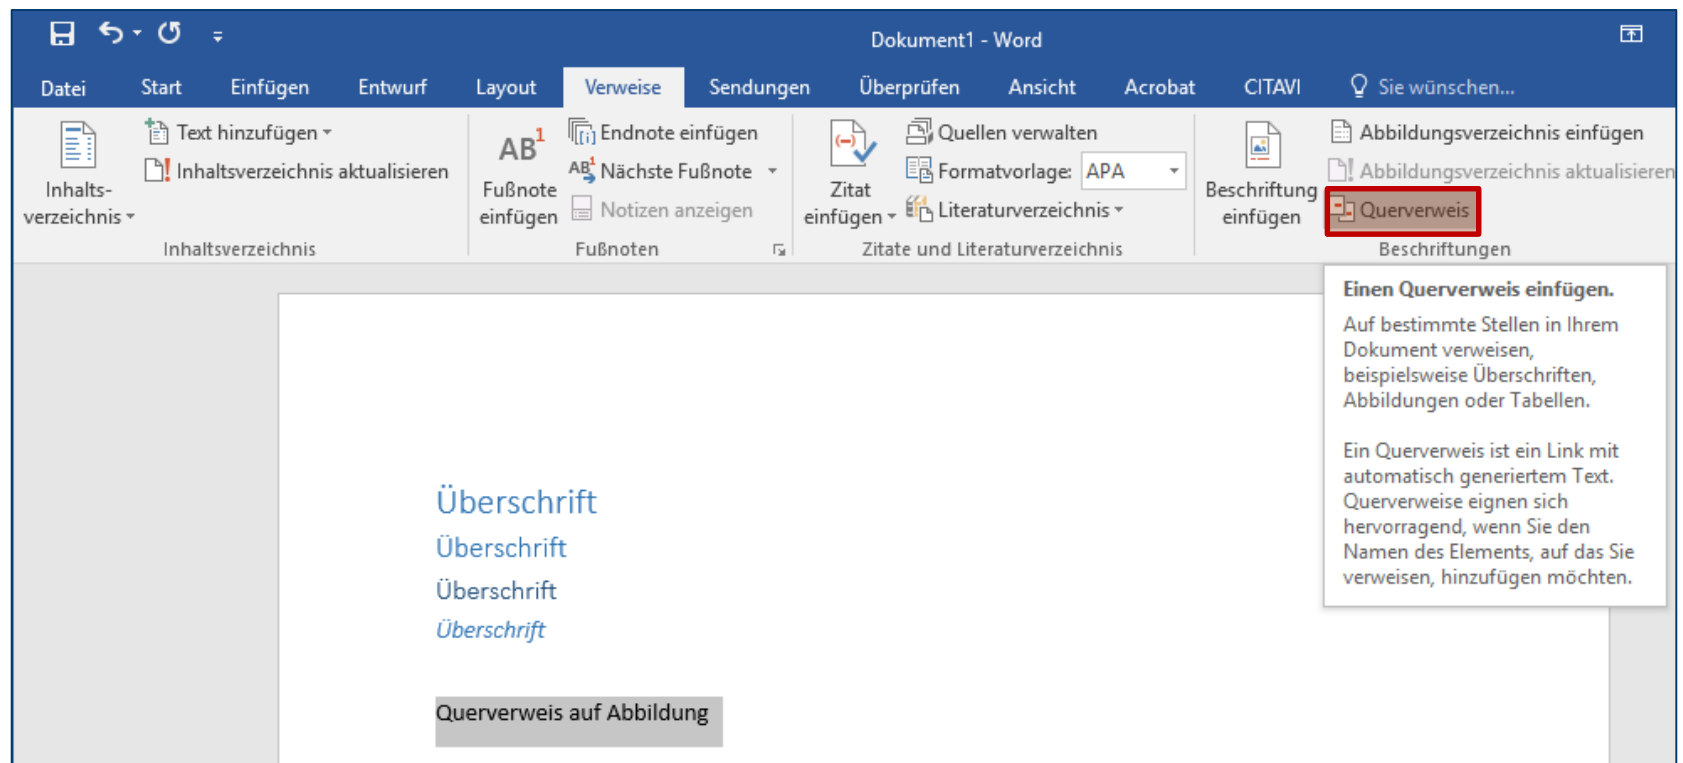 Dokument1 - Word
Datei Start Einfügen Entwurf Layout Verweise Sendungen Überprüfen Ansicht Acrobat CITAVI Sie wünschen...
Inhalts-
verzeichnis
Text hinzufügen
Inhaltsverzeichnis aktualisieren
Inhaltsverzeichnis
AB1
Fußnote
einfügen
[i] Endnote einfügen
AB1 Nächste Fußnote
Notizen anzeigen
Fußnoten
(-)
Zitat
einfügen
Quellen verwalten
Formatvorlage: APA
Literaturverzeichnis
Zitate und Literaturverzeichnis
Beschriftung
einfügen
Abbildungsverzeichnis einfügen
Abbildungsverzeichnis aktualisieren
Querverweis
Beschriftungen
Einen Querverweis einfügen.
Auf bestimmte Stellen in Ihrem
Dokument verweisen,
beispielsweise Überschriften,
Abbildungen oder Tabellen.
Ein Querverweis ist ein Link mit
automatisch generiertem Text.
Querverweise eignen sich
hervorragend, wenn Sie den
Namen des Elements, auf das Sie
verweisen, hinzufügen möchten.
Überschrift
Überschrift
Überschrift
Überschrift
Querverweis auf Abbildung